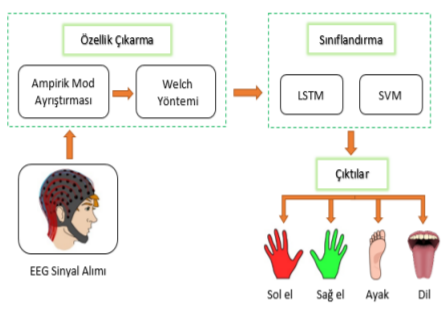 Özellik Çıkarma
Ampirik Mod
Ayrıştırması
Welch
Yöntemi
Sınıflandırma
LSTM
SVM
Çıktılar
EEG Sinyal Alımı
Sol el
Sağ el
Ayak
Dil